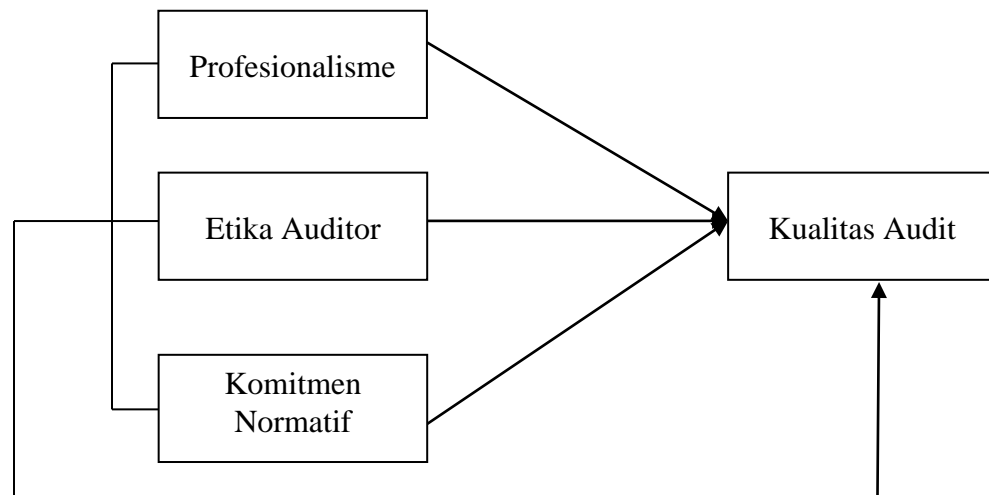 Profesionalisme
Etika Auditor
Kualitas Audit
Komitmen
Normatif